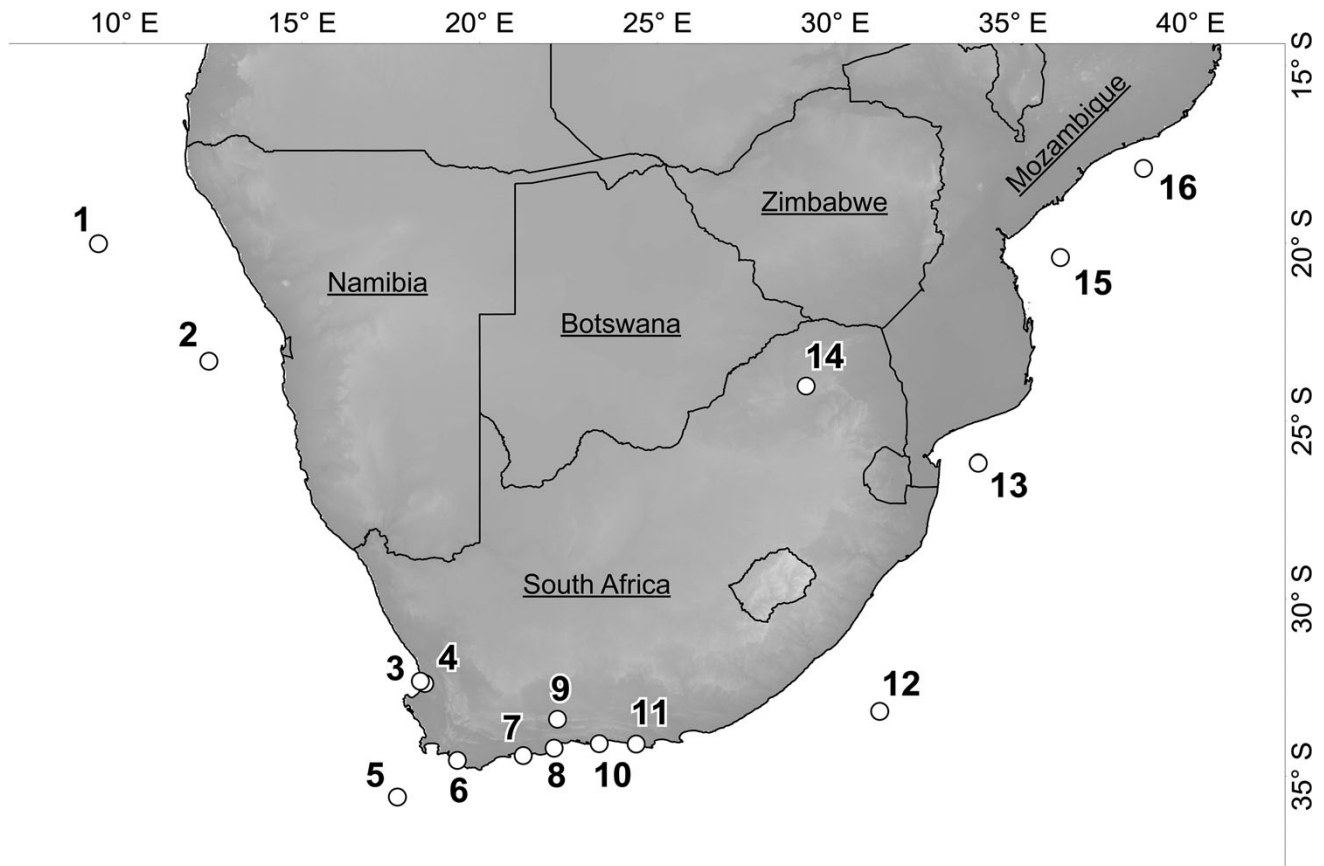 10° E 15° E 20° E 25° E 30° E 35° E 40° E
15° S
Mozambique
16
Zimbabwe
1
20° S
15
Namibia
Botswana
2
14
25° S
13
South Africa
30° S
3 4
9
12
7
11
5
6
8
10
35° S